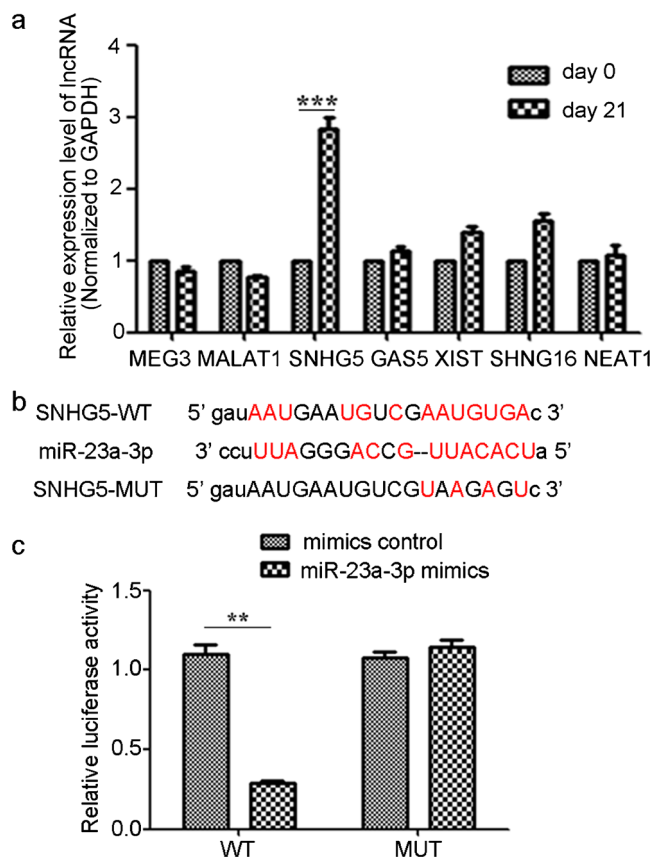 a
Relative expression level of lncRNA
(Normalized to GAPDH)
4
3
2
1
0
***
day 0
day 21
MEG3 MALAT1 SNHG5 GAS5 XIST SHNG16 NEAT1
b
SNHG5-WT 5' gauAAUGAAUGUCGAAUGUGAc 3'
miR-23a-3p 3' ccuUUAGGGACCG--UUACACUa 5'
SNHG5-MUT 5' gauAAUGAAUGUCGUAAGAGUc 3'
c
mimics control
miR-23a-3p mimics
Relative luciferase activity
1.5
1.0
0.5
0.0
**
WT MUT